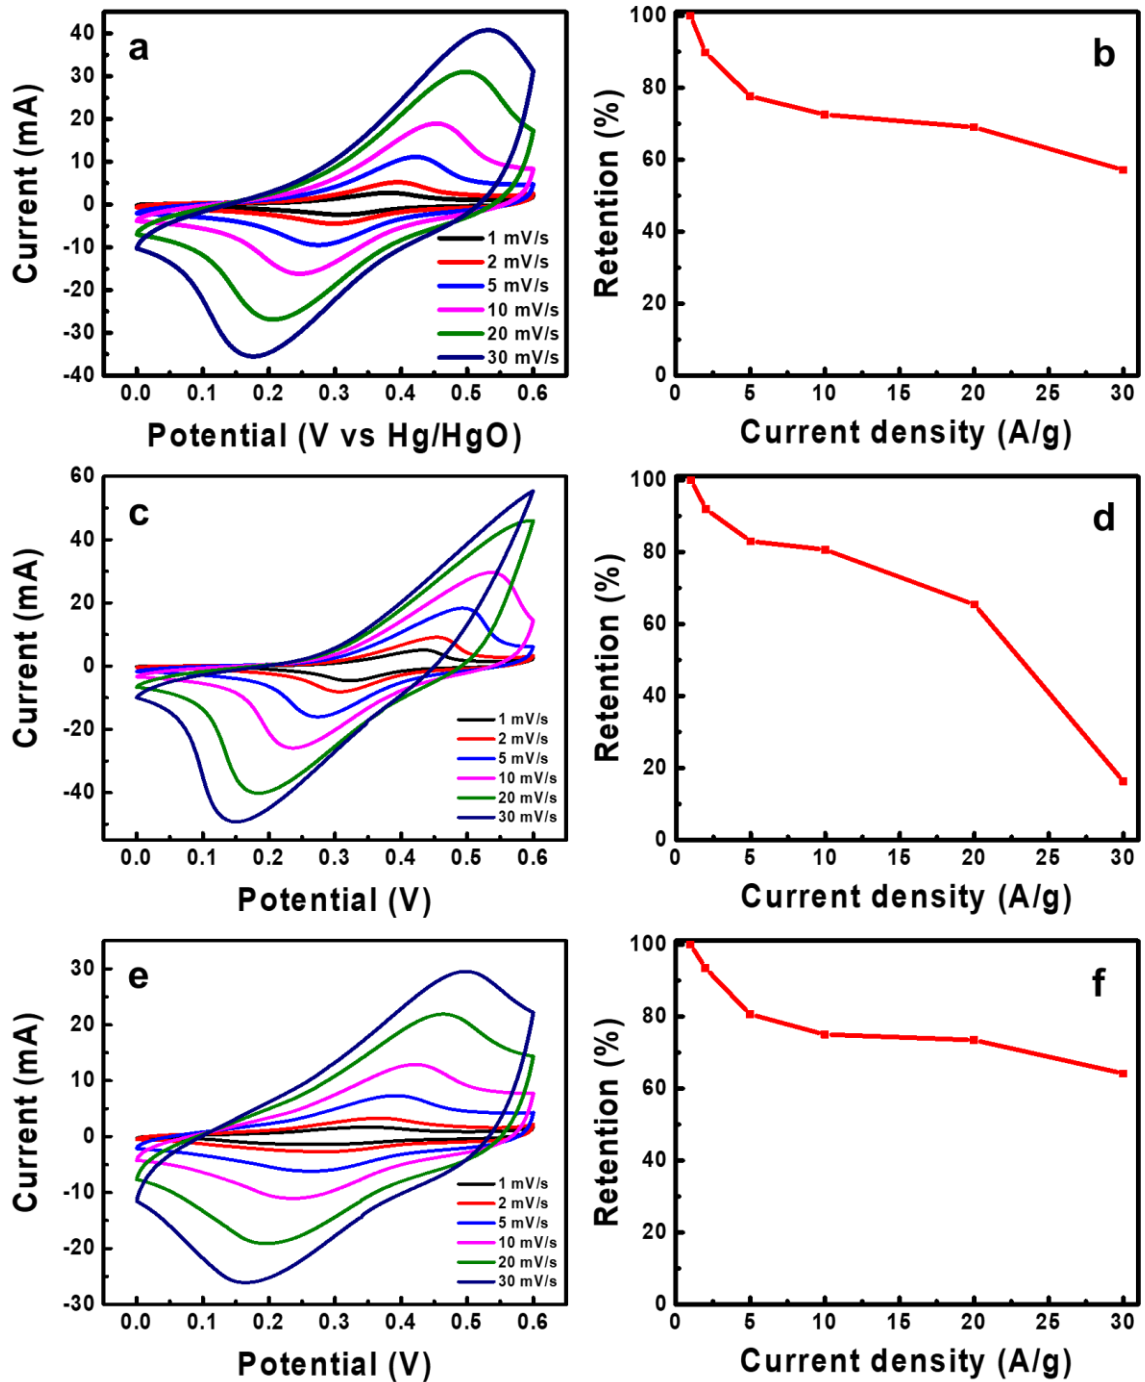 a
Current (mA)
40
30
20
10
0
-10
-20
-30
-40
1 mV/s
2 mV/s
5 mV/s
10 mV/s
20 mV/s
30 mV/s
0.0 0.1 0.2 0.3 0.4 0.5 0.6
Potential (V vs Hg/HgO)
b
Retention (%)
100
80
60
40
20
0
0 5 10 15 20 25 30
Current density (A/g)
c
Current (mA)
60
40
20
0
-20
-40
1 mV/s
2 mV/s
5 mV/s
10 mV/s
20 mV/s
30 mV/s
0.0 0.1 0.2 0.3 0.4 0.5 0.6
Potential (V)
d
Retention (%)
100
80
60
40
20
0
0 5 10 15 20 25 30
Current density (A/g)
e
Current (mA)
30
20
10
0
-10
-20
-30
1 mV/s
2 mV/s
5 mV/s
10 mV/s
20 mV/s
30 mV/s
0.0 0.1 0.2 0.3 0.4 0.5 0.6
Potential (V)
f
Retention (%)
100
80
60
40
20
0
0 5 10 15 20 25 30
Current density (A/g)